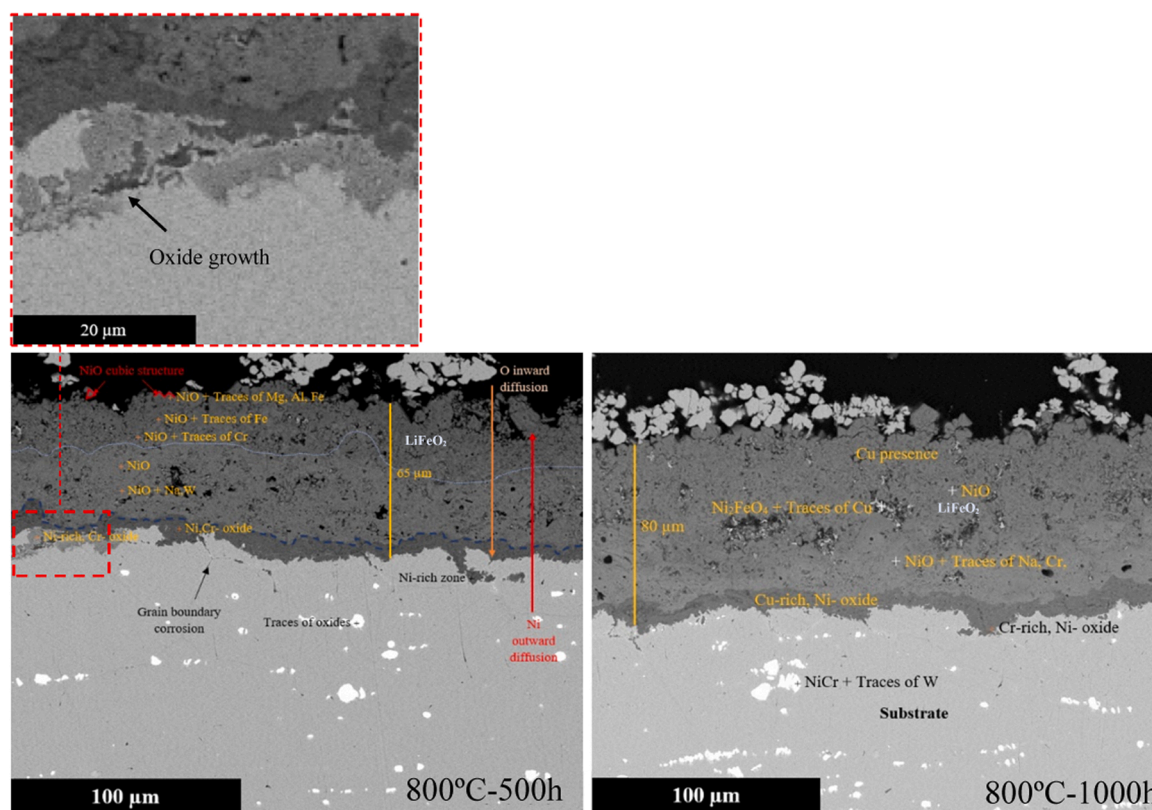 Oxide growth
20 µm
NiO cubic structure
O inward
diffusion
NiO + Traces of Mg, Al, Fe
NiO + Traces of Fe
NiO + Traces of Cr
LiFeO₂
NiO
65 µm
NiO + Na,W
Ni,Cr- oxide
Ni-rich, Cr- oxide
Ni-rich zone
Grain boundary
corrosion
Traces of oxides
Ni
outward
diffusion
100 µm
800ºC-500h
Cu presence
NiO
Ni₂FeO₄ + Traces of Cu
LiFeO₂
80 µm
NiO + Traces of Na, Cr,
Cu-rich, Ni- oxide
Cr-rich, Ni- oxide
NiCr + Traces of W
Substrate
100 µm
800ºC-1000h